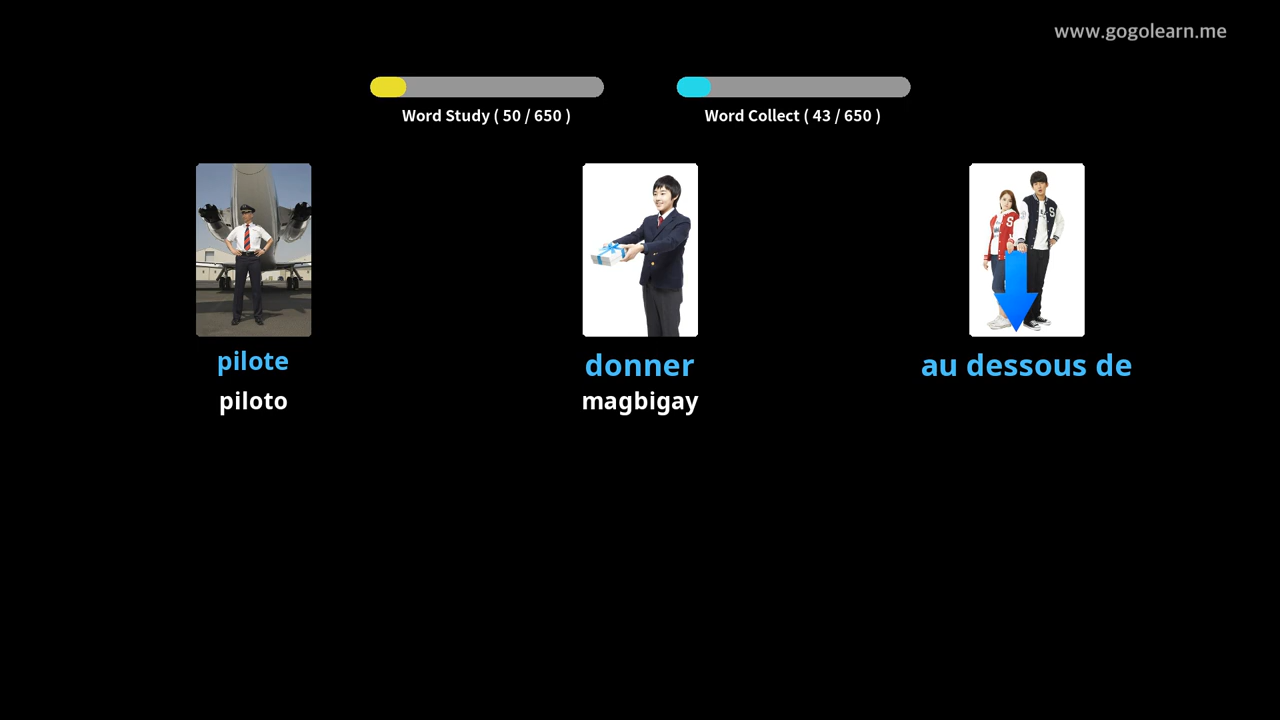 www.gogolearn.me
Word Study ( 50 / 650 )
Word Collect ( 43 / 650 )
pilote
piloto
donner
magbigay
au dessous de